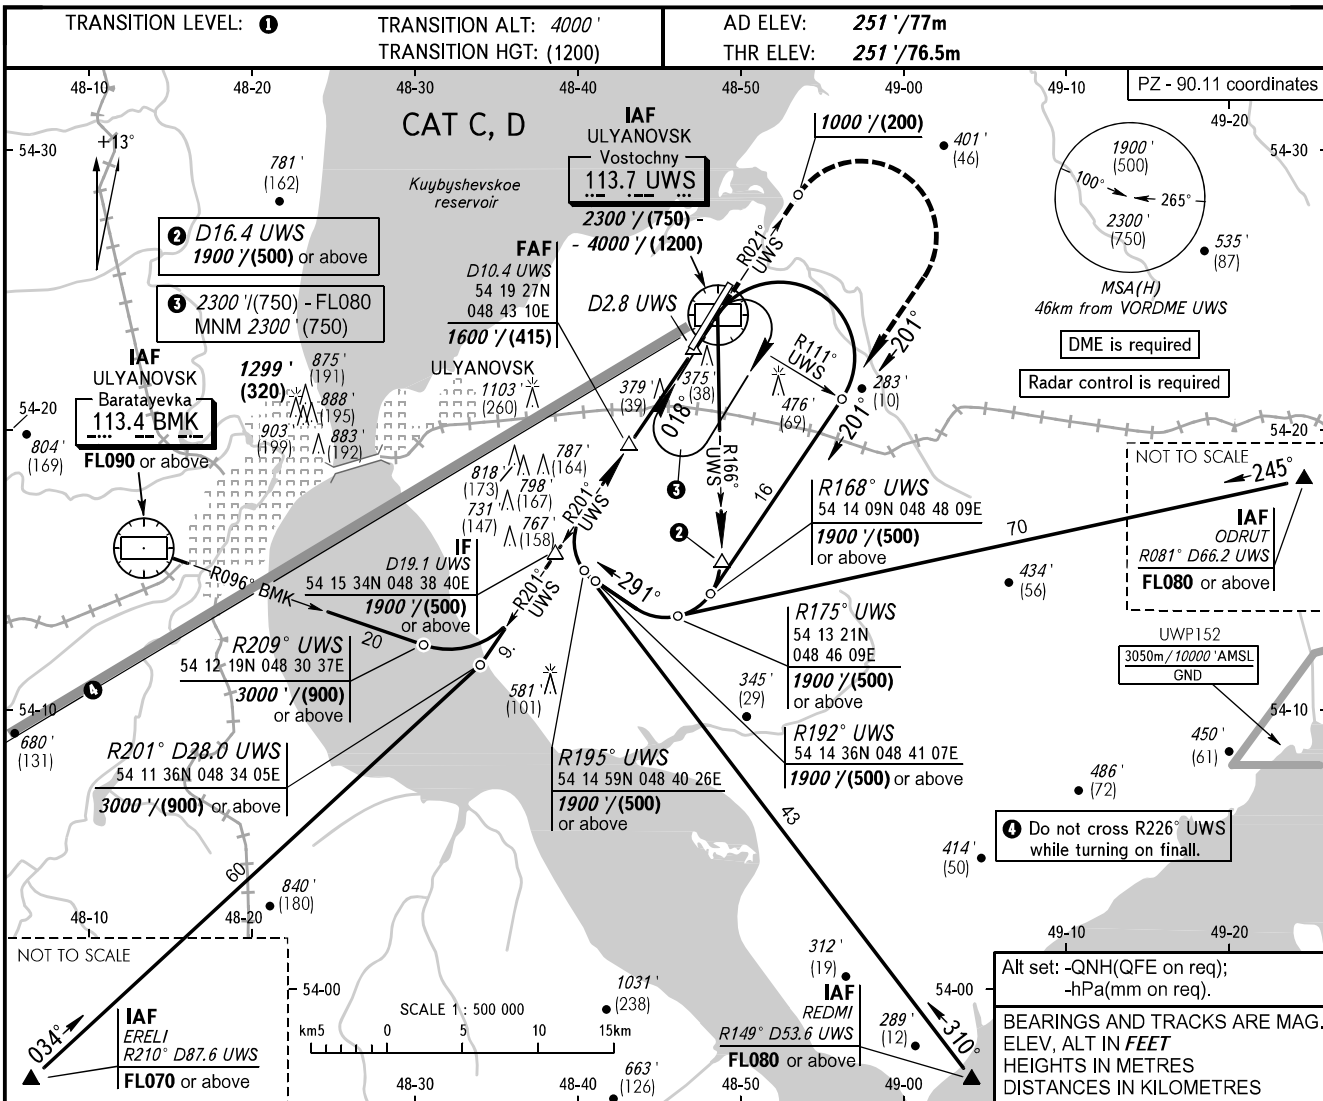 TRANSITION LEVEL: ❶
TRANSITION ALT: 4000'
TRANSITION HGT: (1200)
AD ELEV: 251'/77m
THR ELEV: 251'/76.5m
48-10
48-20
48-30
48-40
48-50
49-00
49-10
PZ - 90.11 coordinates
49-20
54-30
54-30
+13°
CAT C, D
781'
(162)
Kuybyshevskoe
reservoir
IAF
ULYANOVSK
Vostochny
113.7 UWS
2300'/(750) -
- 4000'/(1200)
1000'/(200)
401'
(46)
1900'
(500)
100°
265°
2300'
(750)
MSA(H)
46km from VORDME UWS
535'
(87)
DME is required
Radar control is required
❷ D16.4 UWS
1900'/(500) or above
❸ 2300'/(750) - FL080
MNM 2300' (750)
FAF
D10.4 UWS
54 19 27N
048 43 10E
1600'/(415)
D2.8 UWS
R021°
UWS
201°
R111°
UWS
283'
(10)
201°
476'
(69)
375'
(38)
379'
(39)
018°
R166°
UWS
❸
❷
16
IAF
ULYANOVSK
Baratayevka
113.4 BMK
FL090 or above
1299'
(320)
875'
(191)
888'
(195)
903'
(199)
883'
(192)
ULYANOVSK
1103'
(260)
54-20
804'
(169)
54-20
NOT TO SCALE
245°
IAF
ODRUT
R081° D66.2 UWS
FL080 or above
70
787'
(164)
818'
(173)
798'
(167)
731'
(147)
767'
(158)
R201°
UWS
R168° UWS
54 14 09N 048 48 09E
1900'/(500)
or above
434'
(56)
IF
D19.1 UWS
54 15 34N 048 38 40E
1900'/(500)
or above
R201°
UWS
291°
R096° BMK
20
9.
R209° UWS
54 12 19N 048 30 37E
3000'/(900)
or above
R175° UWS
54 13 21N
048 46 09E
1900'/(500)
or above
UWP152
3050m/10000'AMSL
GND
❹
581'
(101)
345'
(29)
54-10
54-10
680'
(131)
450'
(61)
R201° D28.0 UWS
54 11 36N 048 34 05E
3000'/(900) or above
R195° UWS
54 14 59N 048 40 26E
1900'/(500)
or above
R192° UWS
54 14 36N 048 41 07E
1900'/(500) or above
486'
(72)
❹ Do not cross R226° UWS
while turning on finall.
43
60
414'
(50)
840'
(180)
48-10
48-20
49-10
49-20
NOT TO SCALE
034°
IAF
ERELI
R210° D87.6 UWS
FL070 or above
54-00
SCALE 1 : 500 000
km5 0 5 10 15km
1031'
(238)
663'
(126)
312'
(19)
IAF
REDMI
R149° D53.6 UWS
FL080 or above
289'
(12)
310°
54-00
48-30
48-40
48-50
49-00
Alt set: -QNH(QFE on req);
-hPa(mm on req).
BEARINGS AND TRACKS ARE MAG.
ELEV, ALT IN FEET
HEIGHTS IN METRES
DISTANCES IN KILOMETRES